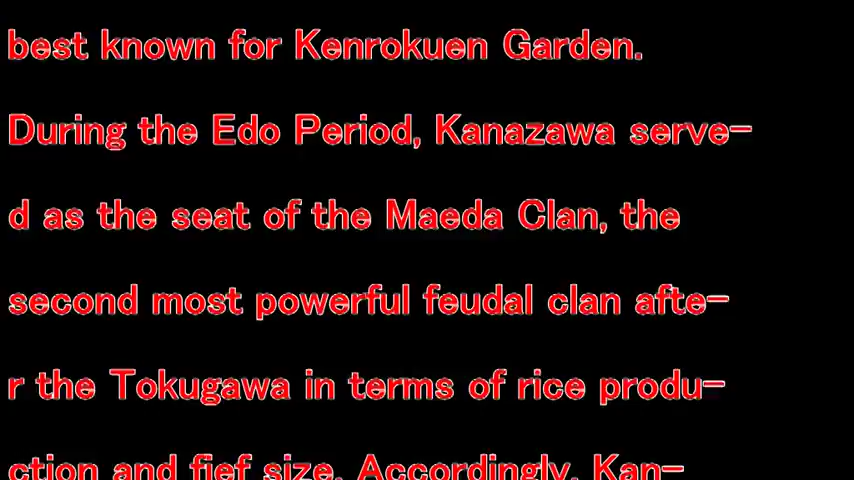 best known for Kenrokuen Garden.
During the Edo Period, Kanazawa serve-
d as the seat of the Maeda Clan, the
second most powerful feudal clan afte-
r the Tokugawa in terms of rice produ-
ction and fief size. Accordingly, Kan-